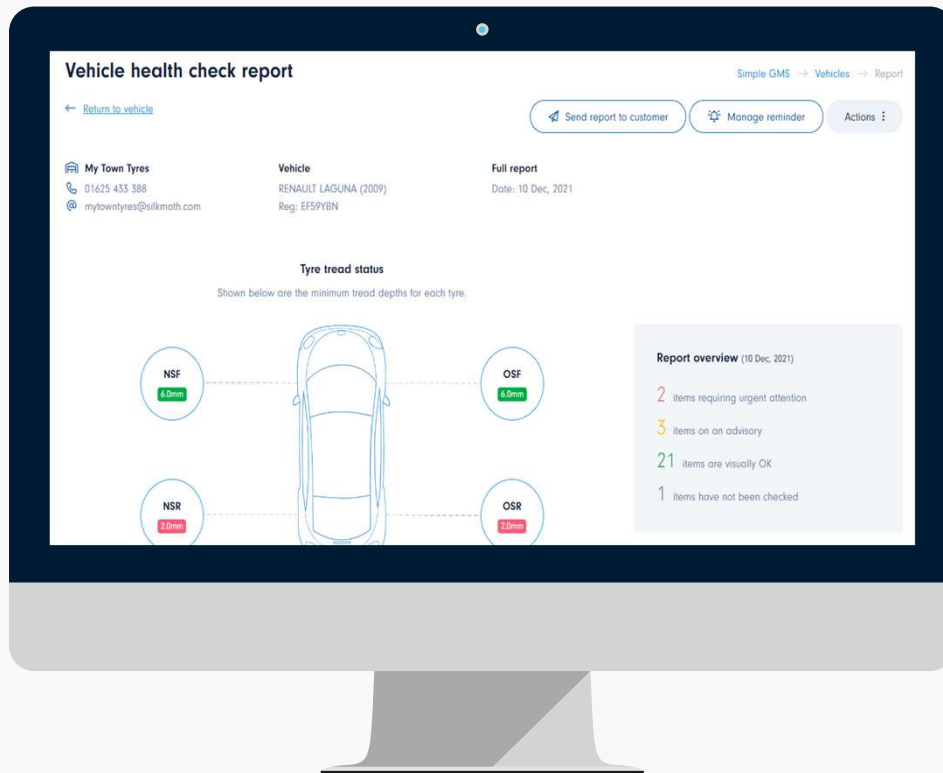 Vehicle health check report
Simple GMS → Vehicles → Report
← Return to vehicle
Send report to customer
Manage reminder
Actions
My Town Tyres
01625 433 388
mytowntyres@silkmoth.com
Vehicle
RENAULT LAGUNA (2009)
Reg: EF59YBN
Full report
Date: 10 Dec, 2021
Tyre tread status
Shown below are the minimum tread depths for each tyre.
NSF
6.0mm
OSF
6.0mm
NSR
2.0mm
OSR
2.0mm
Report overview (10 Dec, 2021)
2 items requiring urgent attention
3 items on an advisory
21 items are visually OK
1 items have not been checked